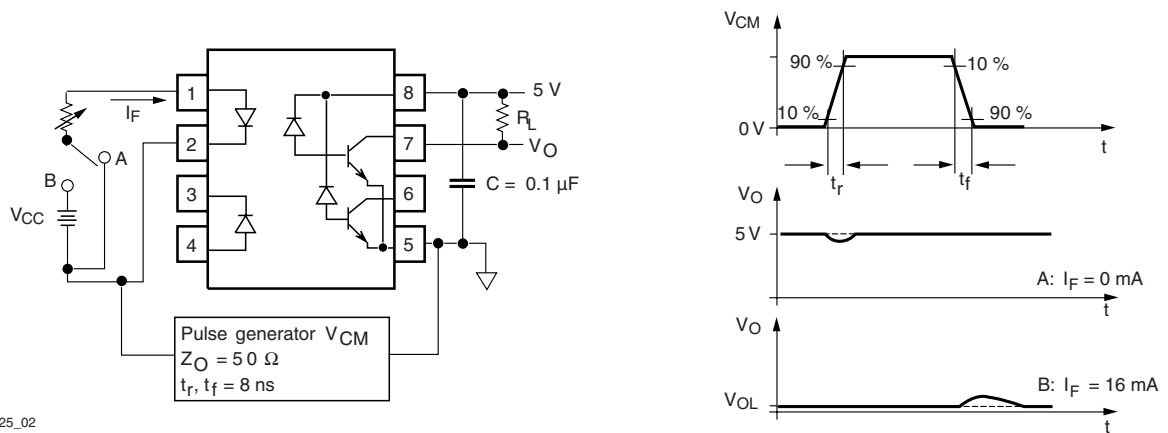 1
I_F
A
B
V_CC
2
3
4
8
7
6
5
5 V
R_L
V_O
C = 0.1 µF
Pulse generator V_CM
Z_O = 50 Ω
t_r, t_f = 8 ns
25_02
V_CM
90 %
10 %
10 %
90 %
0 V
t
t_r
t_f
V_O
5 V
A: I_F = 0 mA
t
V_O
B: I_F = 16 mA
V_OL
t